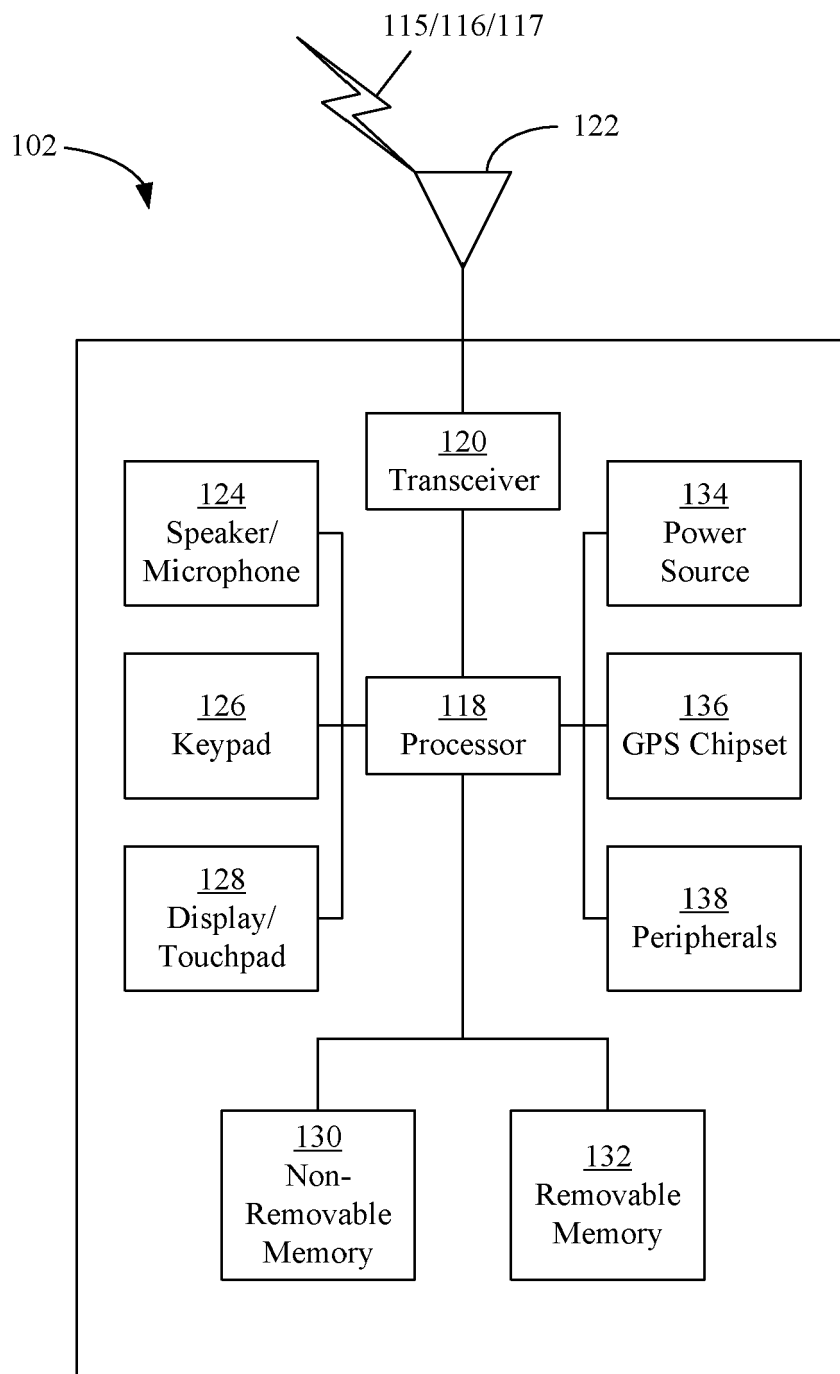 115/116/117
122
102
120
Transceiver
124
Speaker/
Microphone
134
Power
Source
126
Keypad
118
Processor
136
GPS Chipset
128
Display/
Touchpad
138
Peripherals
130
Non-
Removable
Memory
132
Removable
Memory